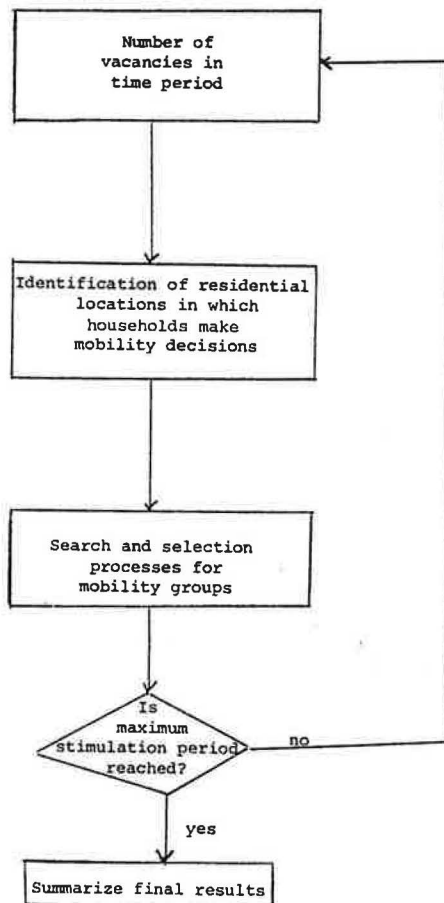 Number of
vacancies in
time period
Identification of residential
locations in which
households make
mobility decisions
Search and selection
processes for
mobility groups
Is
maximum
stimulation period
reached?
no
yes
Summarize final results